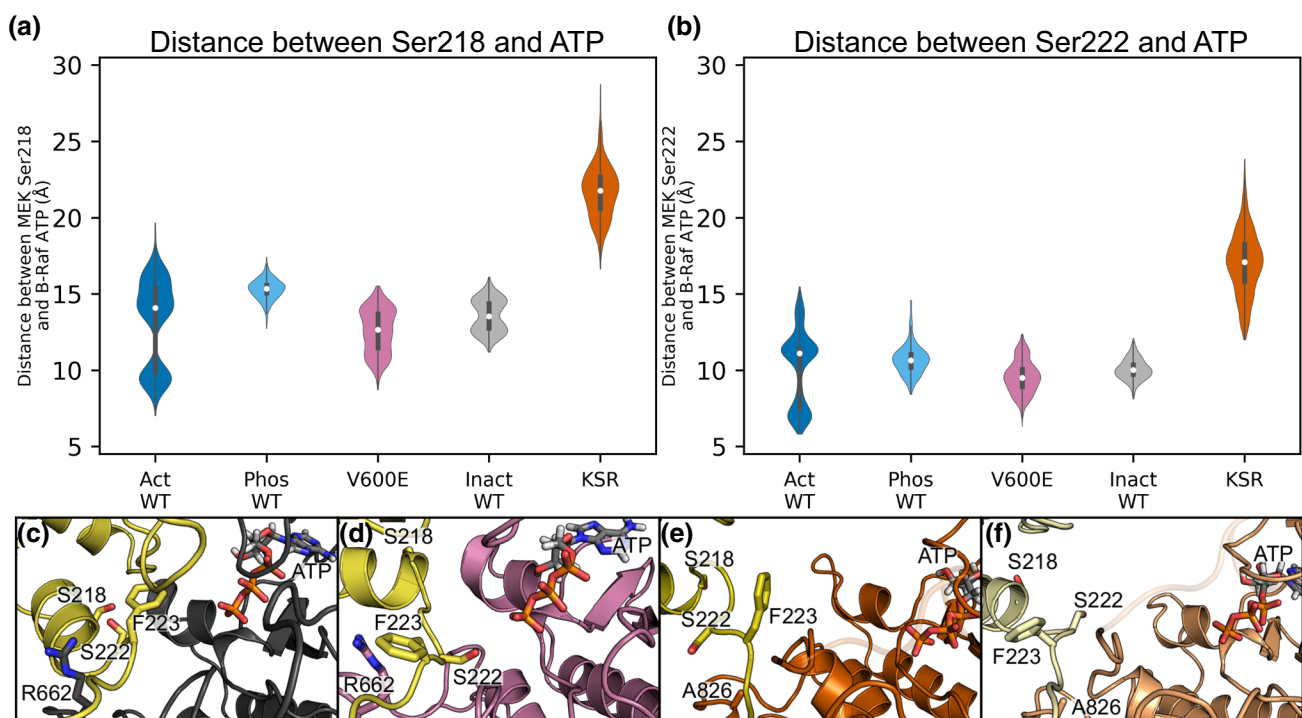 (a)
Distance between Ser218 and ATP
Distance between MEK Ser218
and B-Raf ATP (Å)
30
25
20
15
10
5
Act
WT
Phos
WT
V600E
Inact
WT
KSR
(b)
Distance between Ser222 and ATP
Distance between MEK Ser222
and B-Raf ATP (Å)
30
25
20
15
10
5
Act
WT
Phos
WT
V600E
Inact
WT
KSR
(c)
ATP
S218
F223
S222
R662
(d)
S218
ATP
F223
R662
S222
(e)
ATP
S218
S222
F223
A826
(f)
ATP
S218
S222
F223
A826